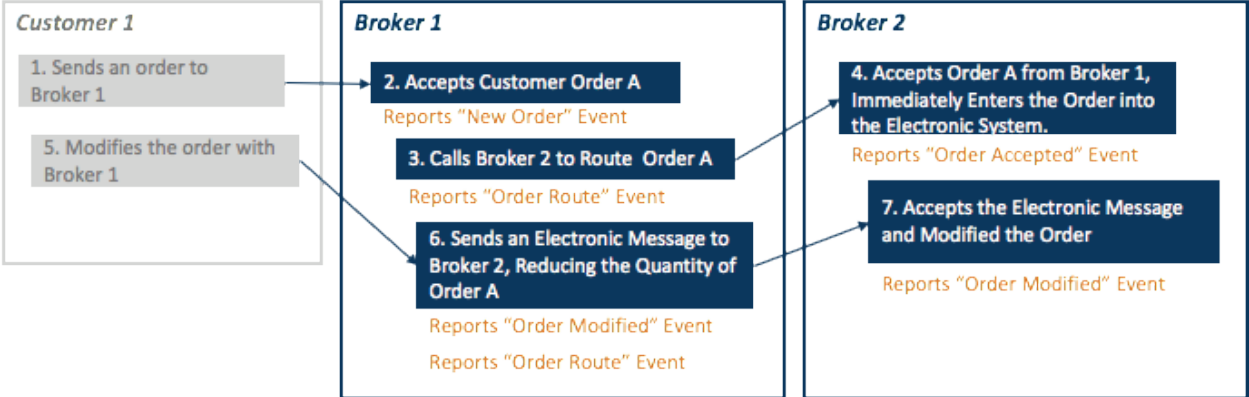 Customer 1
1. Sends an order to
Broker 1
5. Modifies the order with
Broker 1
Broker 1
2. Accepts Customer Order A
Reports “New Order” Event
3. Calls Broker 2 to Route Order A
Reports “Order Route” Event
6. Sends an Electronic Message to
Broker 2, Reducing the Quantity of
Order A
Reports “Order Modified” Event
Reports “Order Route” Event
Broker 2
4. Accepts Order A from Broker 1,
Immediately Enters the Order into
the Electronic System.
Reports “Order Accepted” Event
7. Accepts the Electronic Message
and Modified the Order
Reports “Order Modified” Event